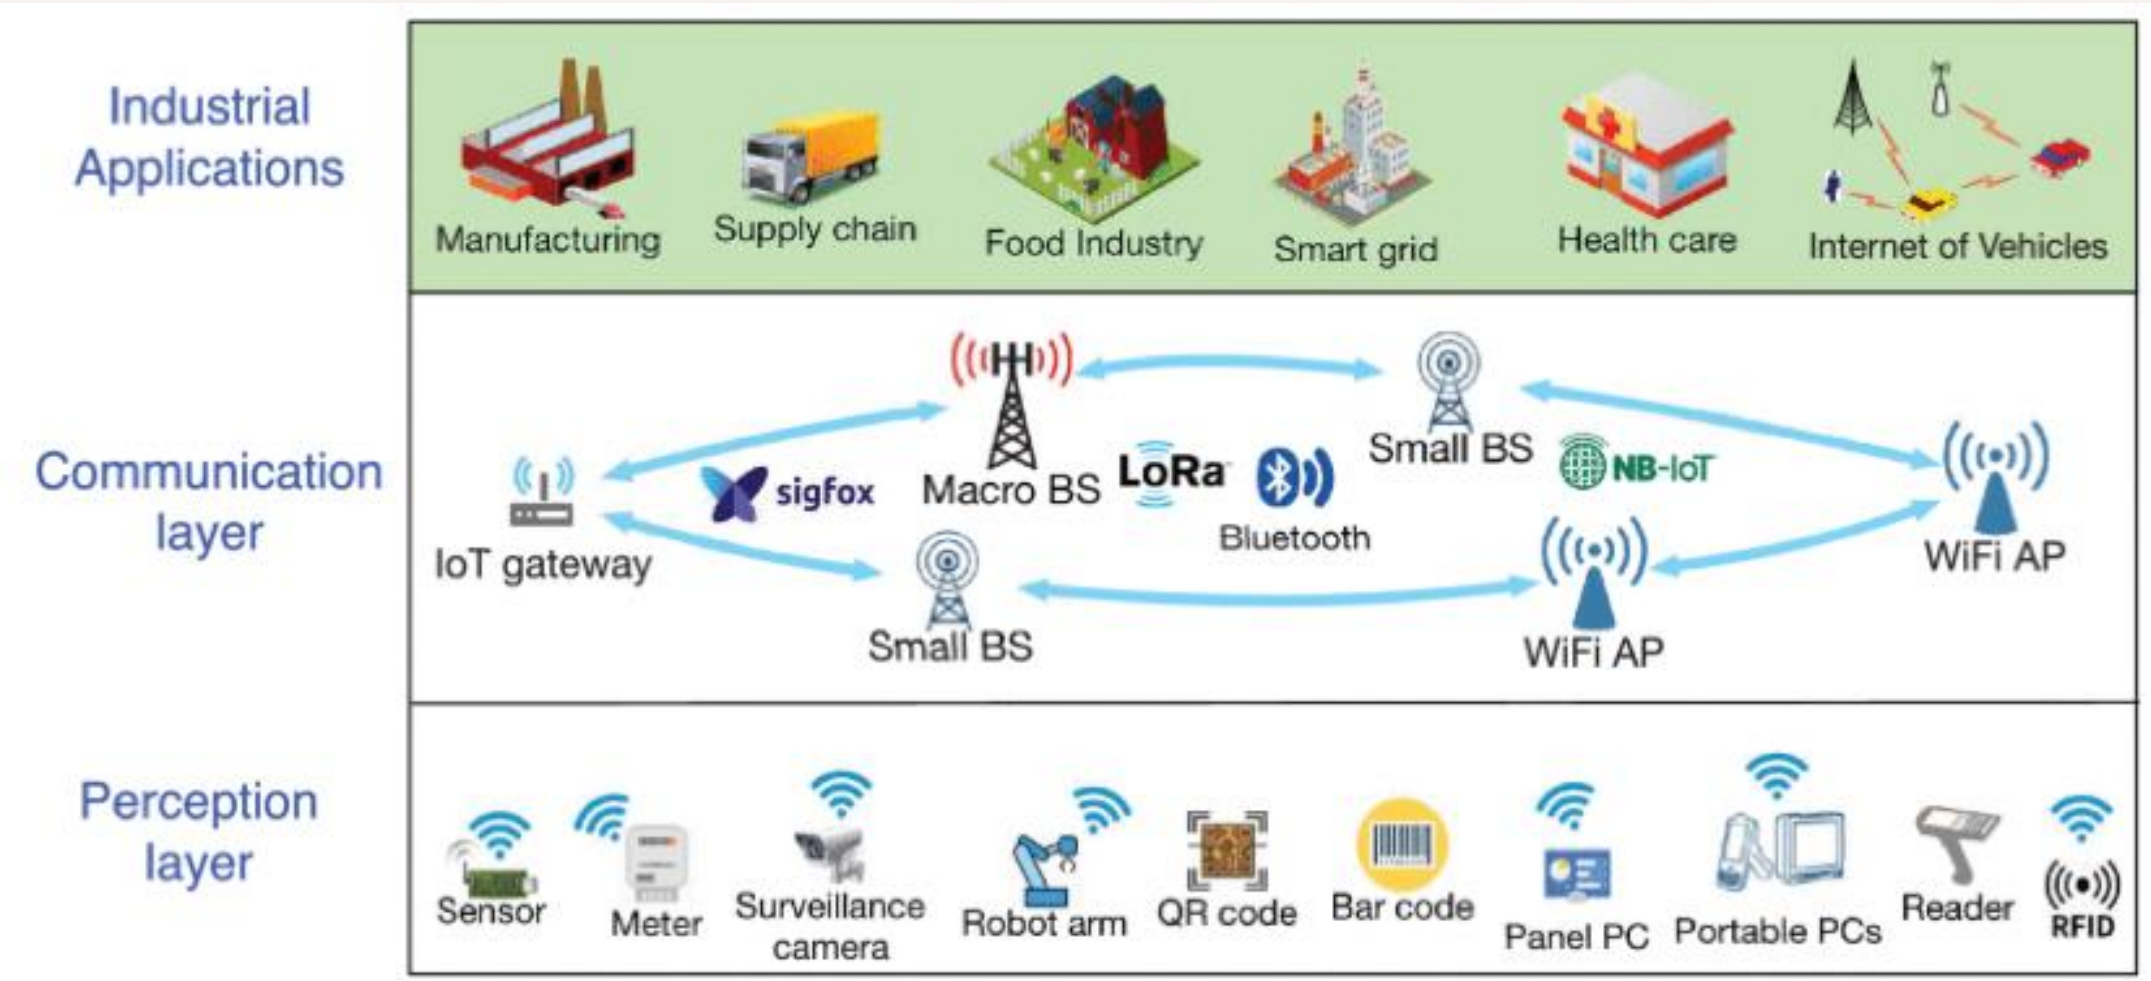 Industrial
Applications
Manufacturing
Supply chain
Food Industry
Smart grid
Health care
Internet of Vehicles
Communication
layer
IoT gateway
sigfox
Macro BS
LoRa
Bluetooth
Small BS
NB-IoT
WiFi AP
Small BS
WiFi AP
Perception
layer
Sensor
Meter
Surveillance
camera
Robot arm
QR code
Bar code
Panel PC
Portable PCs
Reader
RFID